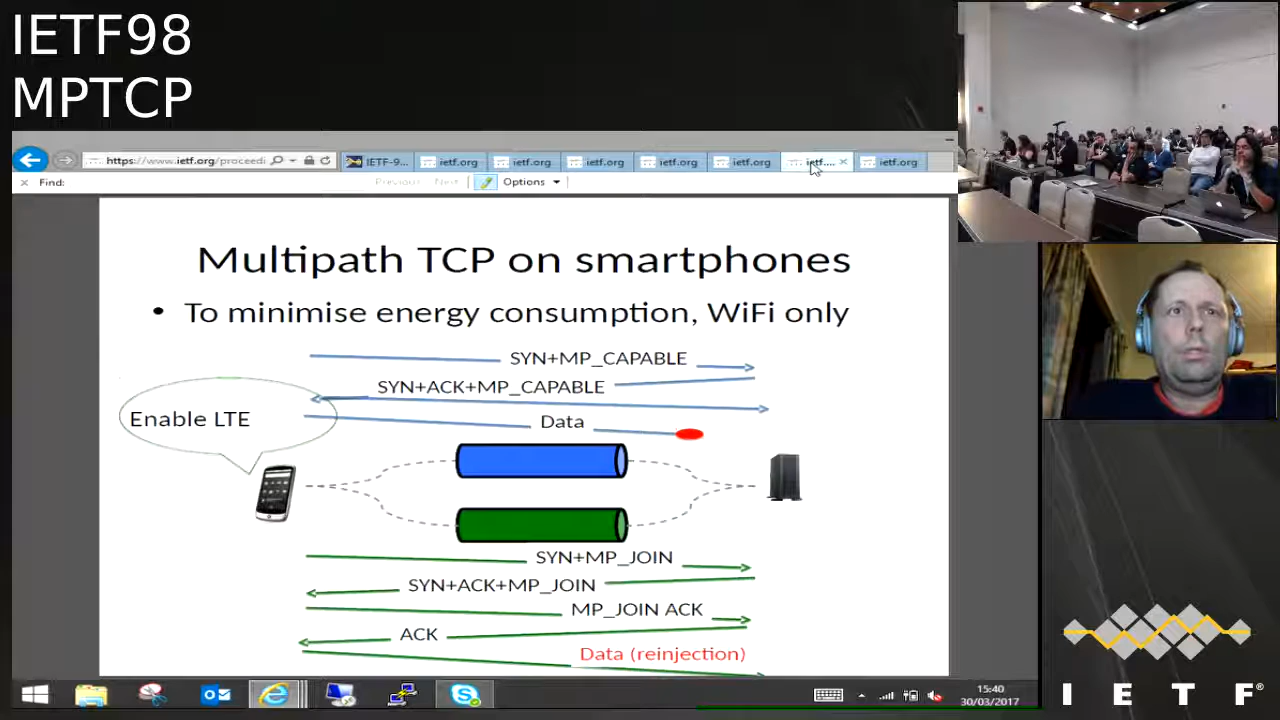 IETF98
MPTCP
https://www.ietf.org/proceedi
IETF-9...
ietf.org
ietf.org
ietf.org
ietf.org
ietf.org
ietf....
ietf.org
Find:
Previous
Next
Options
Multipath TCP on smartphones
• To minimise energy consumption, WiFi only
SYN+MP_CAPABLE
SYN+ACK+MP_CAPABLE
Enable LTE
Data
SYN+MP_JOIN
SYN+ACK+MP_JOIN
MP_JOIN ACK
ACK
Data (reinjection)
15:40
30/03/2017
I E T F®